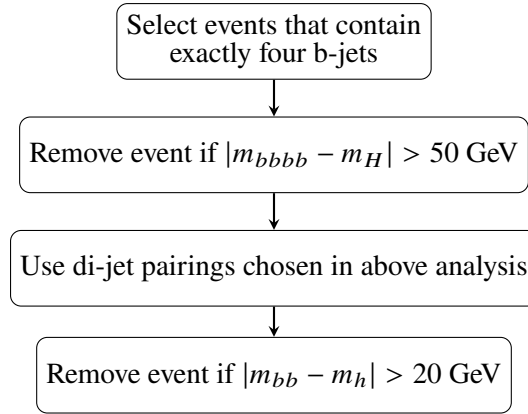 Select events that contain
exactly four b-jets
Remove event if |m_{bbbb} − m_H| > 50 GeV
Use di-jet pairings chosen in above analysis
Remove event if |m_{bb} − m_h| > 20 GeV